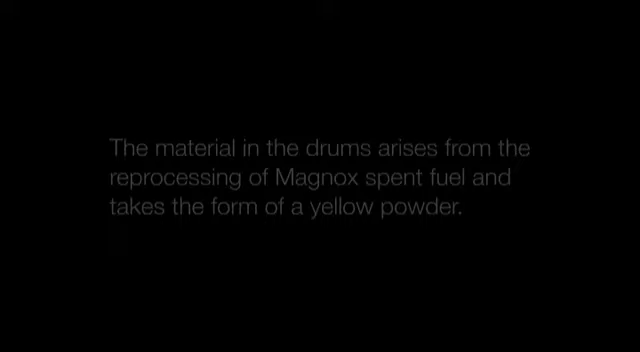 The material in the drums arises from the
reprocessing of Magnox spent fuel and
takes the form of a yellow powder.